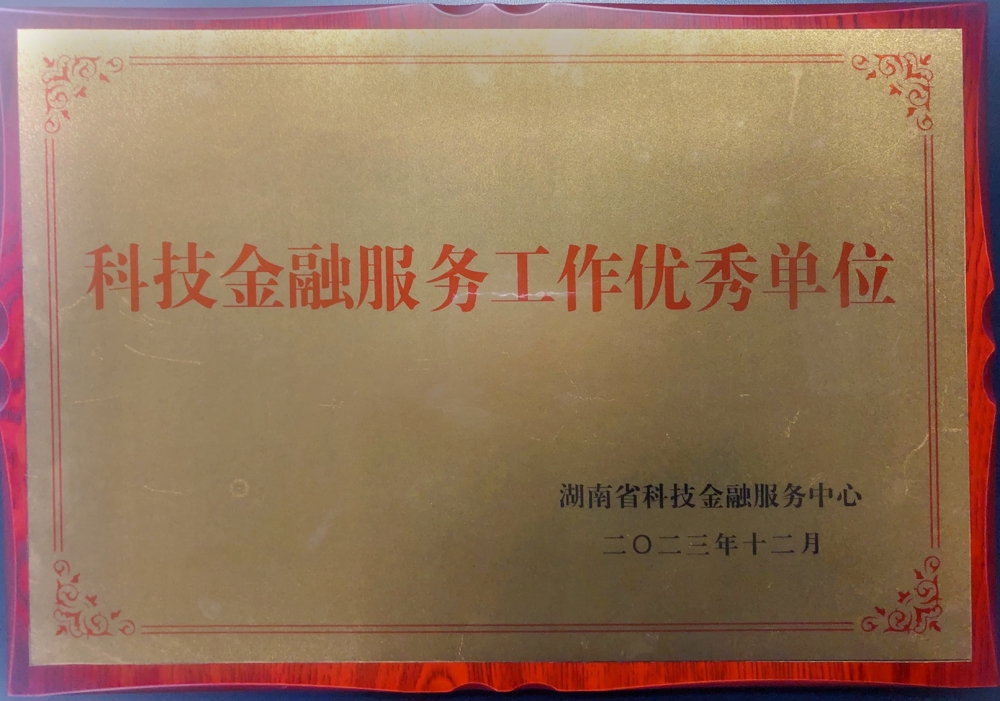 科技金融服务工作优秀单位
湖南省科技金融服务中心
二〇二三年十二月